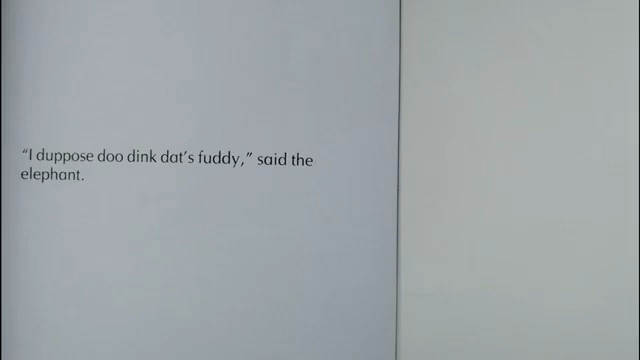 “I duppose doo dink dat’s fuddy,” said the
elephant.